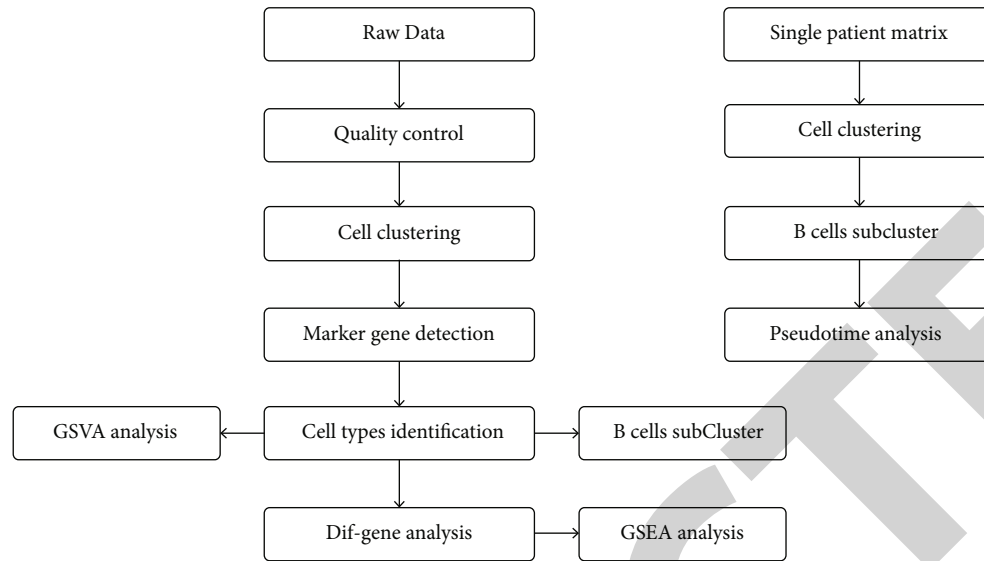 Raw Data
Single patient matrix
Quality control
Cell clustering
Cell clustering
B cells subcluster
Marker gene detection
Pseudotime analysis
GSVA analysis
Cell types identification
B cells subCluster
Dif-gene analysis
GSEA analysis